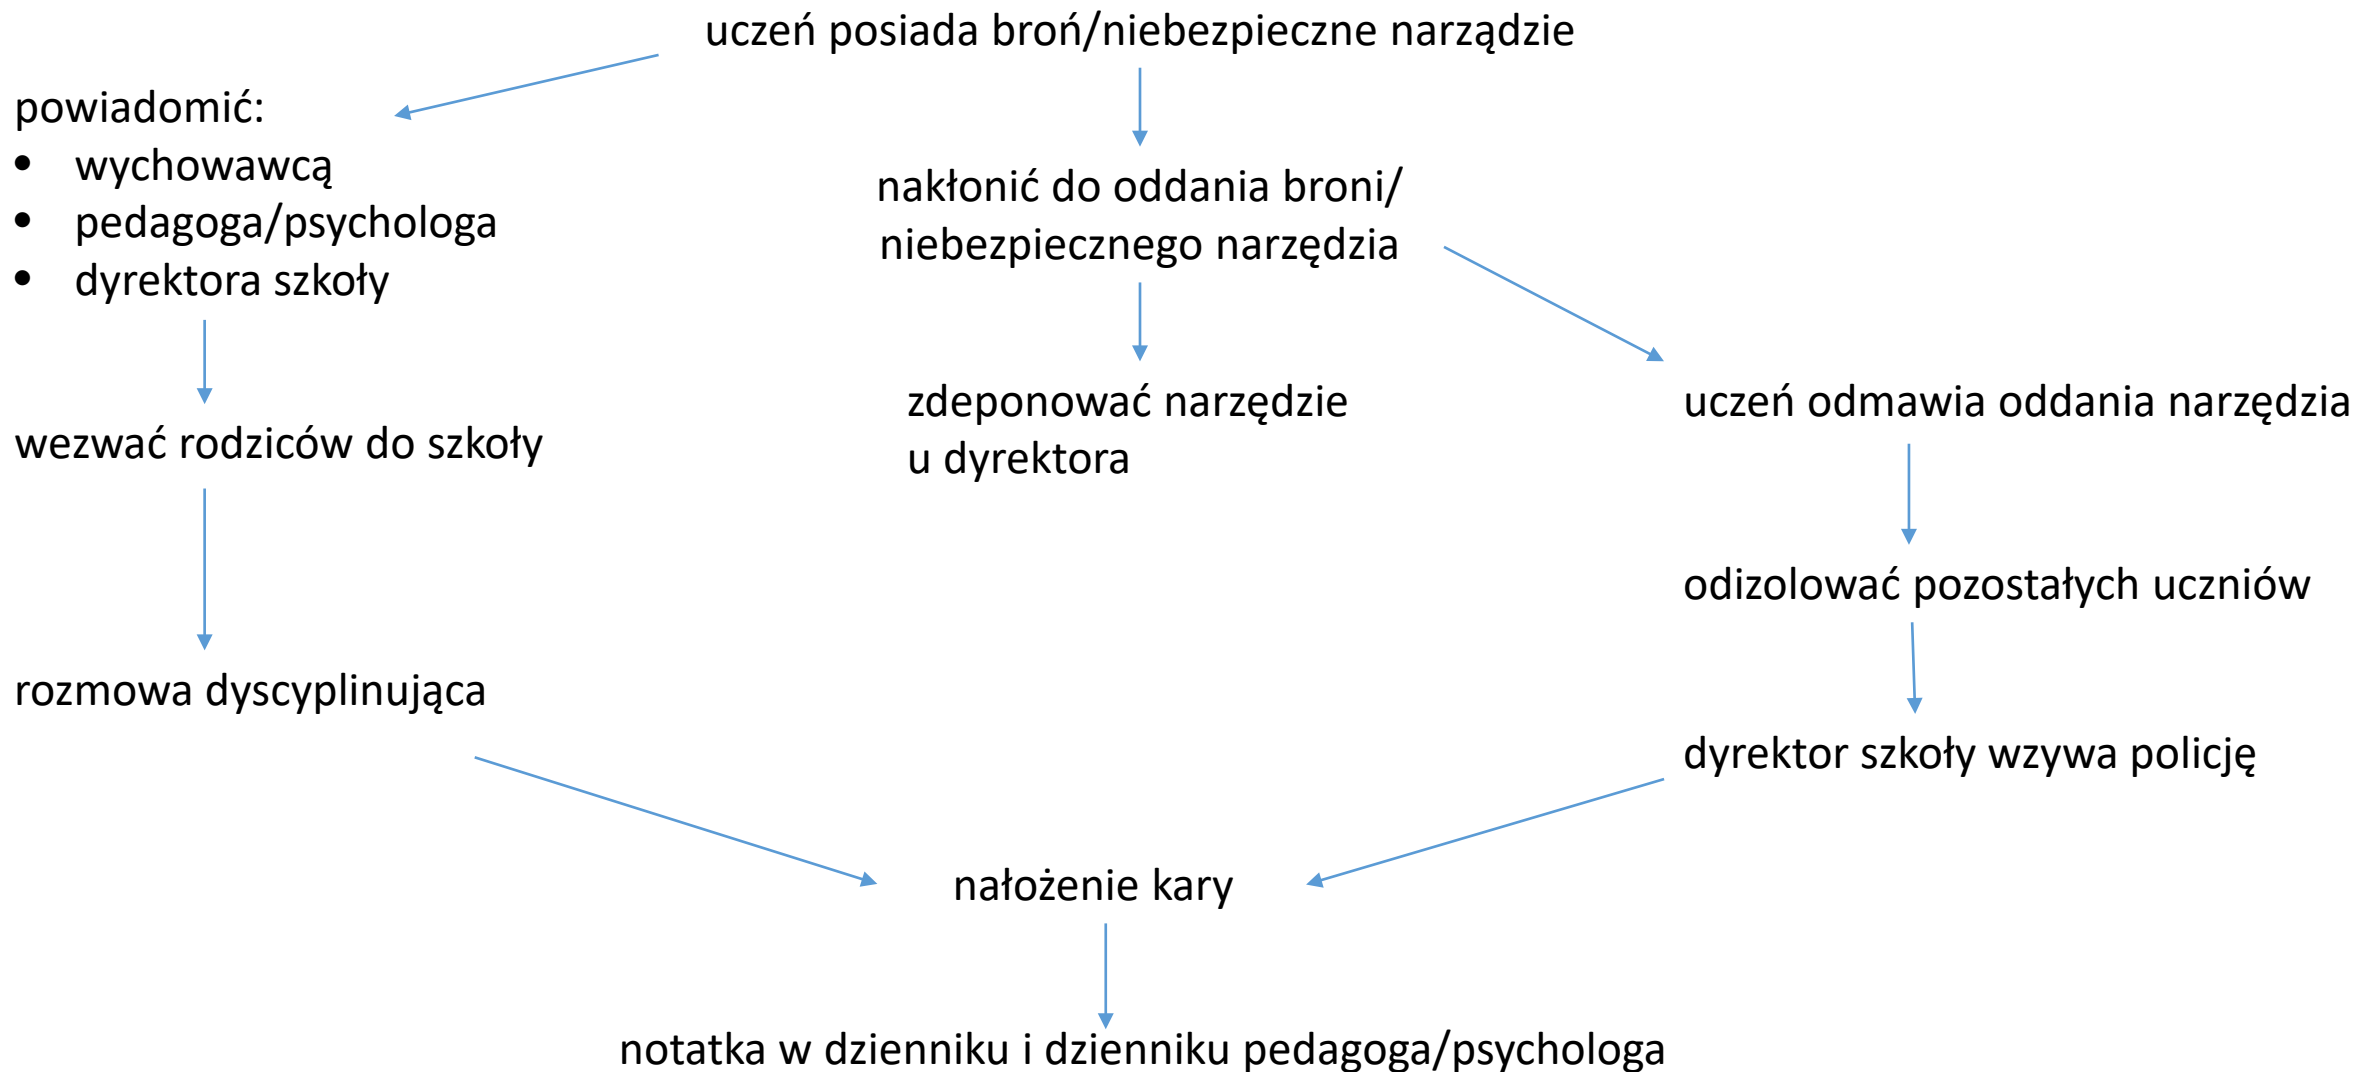 uczeń posiada broń/niebezpieczne narządzie
powiadomić:
• wychowawcą
• pedagoga/psychologa
• dyrektora szkoły
nakłonić do oddania broni/
niebezpiecznego narzędzia
zdeponować narzędzie
u dyrektora
uczeń odmawia oddania narzędzia
wezwać rodziców do szkoły
odizolować pozostałych uczniów
rozmowa dyscyplinująca
dyrektor szkoły wzywa policję
nałożenie kary
notatka w dzienniku i dzienniku pedagoga/psychologa